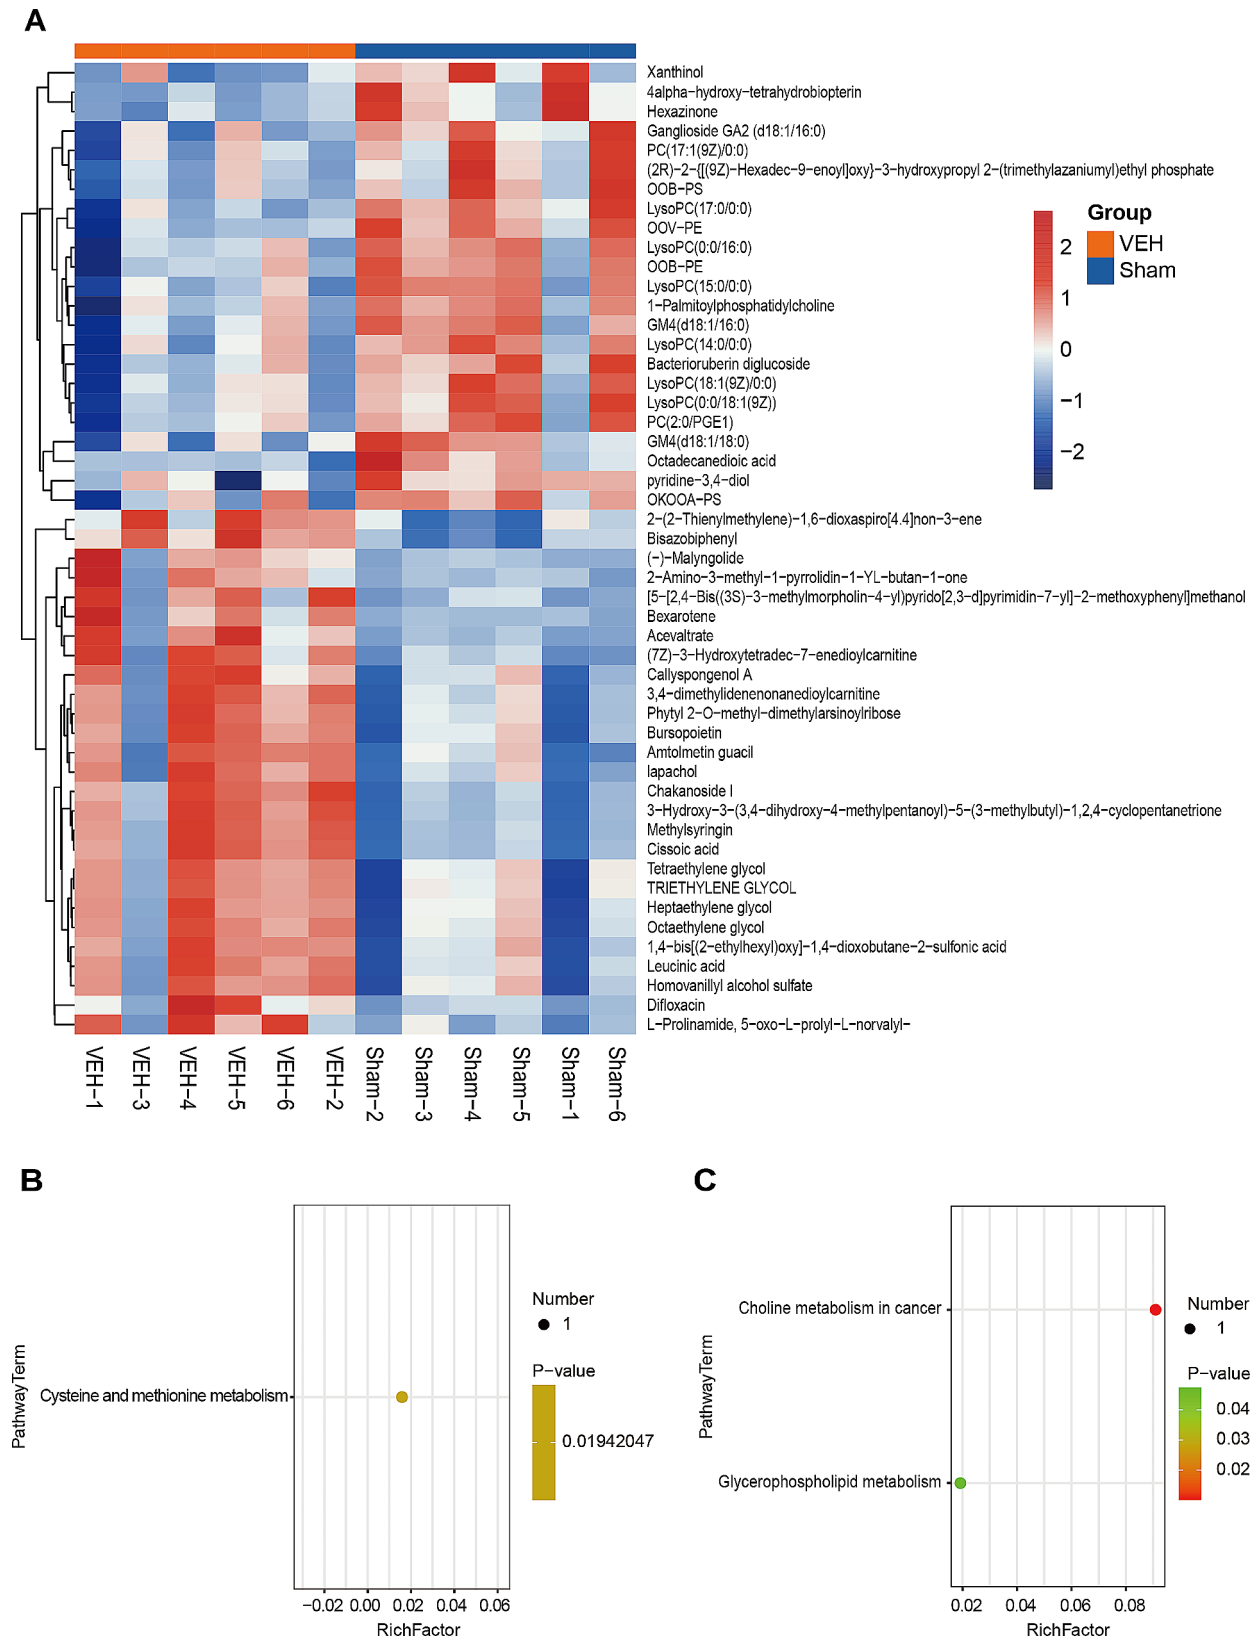 A
Xanthinol
4alpha−hydroxy−tetrahydrobiopterin
Hexazinone
Ganglioside GA2 (d18:1/16:0)
PC(17:1(9Z)/0:0)
(2R)−2−{[(9Z)−Hexadec−9−enoyl]oxy}−3−hydroxypropyl 2−(trimethylazaniumyl)ethyl phosphate
OOB−PS
LysoPC(17:0/0:0)
OOV−PE
LysoPC(0:0/16:0)
OOB−PE
LysoPC(15:0/0:0)
1−Palmitoylphosphatidylcholine
GM4(d18:1/16:0)
LysoPC(14:0/0:0)
Bacterioruberin diglucoside
LysoPC(18:1(9Z)/0:0)
LysoPC(0:0/18:1(9Z))
PC(2:0/PGE1)
GM4(d18:1/18:0)
Octadecanedioic acid
pyridine−3,4−diol
OKOOA−PS
2−(2−Thienylmethylene)−1,6−dioxaspiro[4.4]non−3−ene
Bisazobiphenyl
(−)−Malyngolide
2−Amino−3−methyl−1−pyrrolidin−1−YL−butan−1−one
[5−[2,4−Bis((3S)−3−methylmorpholin−4−yl)pyrido[2,3−d]pyrimidin−7−yl]−2−methoxyphenyl]methanol
Bexarotene
Acevaltrate
(7Z)−3−Hydroxytetradec−7−enedioylcarnitine
Callyspongenol A
3,4−dimethylidenenonanedioylcarnitine
Phytyl 2−O−methyl−dimethylarsinoylribose
Bursopoietin
Amtolmetin guacil
lapachol
Chakanoside I
3−Hydroxy−3−(3,4−dihydroxy−4−methylpentanoyl)−5−(3−methylbutyl)−1,2,4−cyclopentanetrione
Methylsyringin
Cissoic acid
Tetraethylene glycol
TRIETHYLENE GLYCOL
Heptaethylene glycol
Octaethylene glycol
1,4−bis[(2−ethylhexyl)oxy]−1,4−dioxobutane−2−sulfonic acid
Leucinic acid
Homovanillyl alcohol sulfate
Difloxacin
L−Prolinamide, 5−oxo−L−prolyl−L−norvalyl−
2
1
0
−1
−2
Group
VEH
Sham
VEH−1
VEH−3
VEH−4
VEH−5
VEH−6
VEH−2
Sham−2
Sham−3
Sham−4
Sham−5
Sham−1
Sham−6
B
PathwayTerm
Cysteine and methionine metabolism
−0.02 0.00 0.02 0.04 0.06
RichFactor
Number
1
P−value
0.01942047
C
PathwayTerm
Choline metabolism in cancer
Glycerophospholipid metabolism
0.02 0.04 0.06 0.08
RichFactor
Number
1
P−value
0.04
0.03
0.02